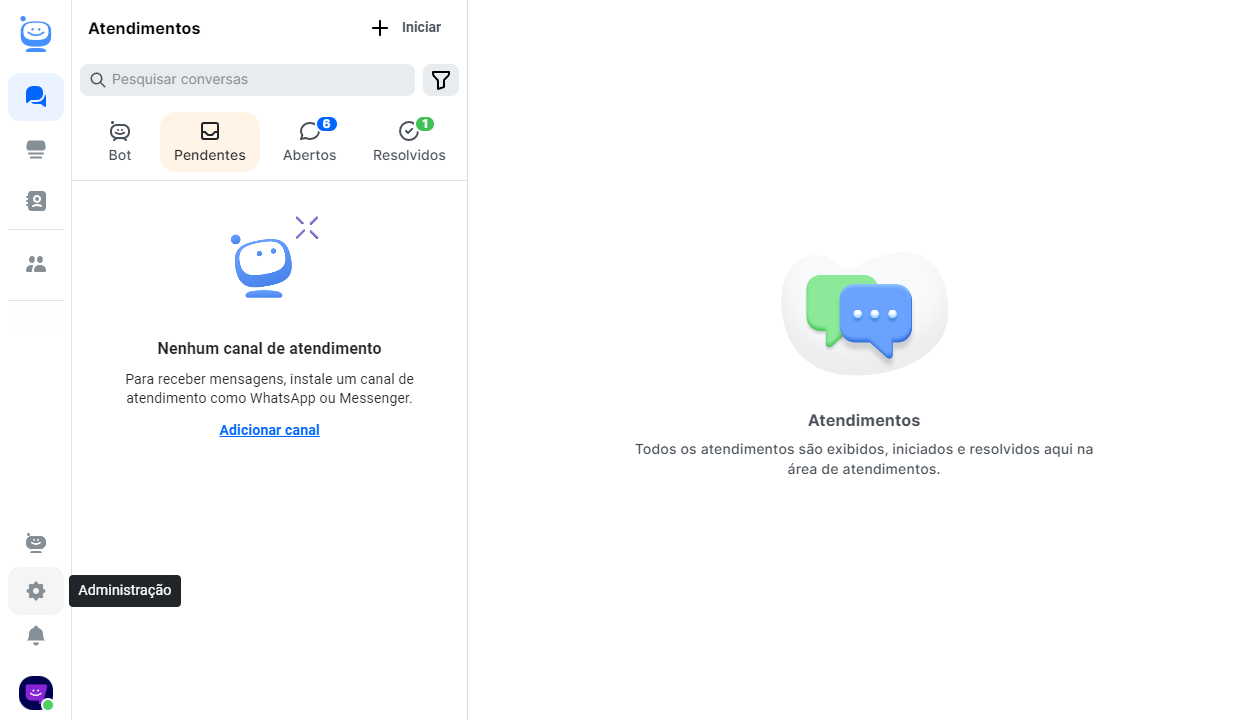 Atendimentos
Iniciar
Pesquisar conversas
6
1
Bot
Pendentes
Abertos
Resolvidos
Nenhum canal de atendimento
Para receber mensagens, instale um canal de
atendimento como WhatsApp ou Messenger.
Adicionar canal
Atendimentos
Todos os atendimentos são exibidos, iniciados e resolvidos aqui na
área de atendimentos.
Administração